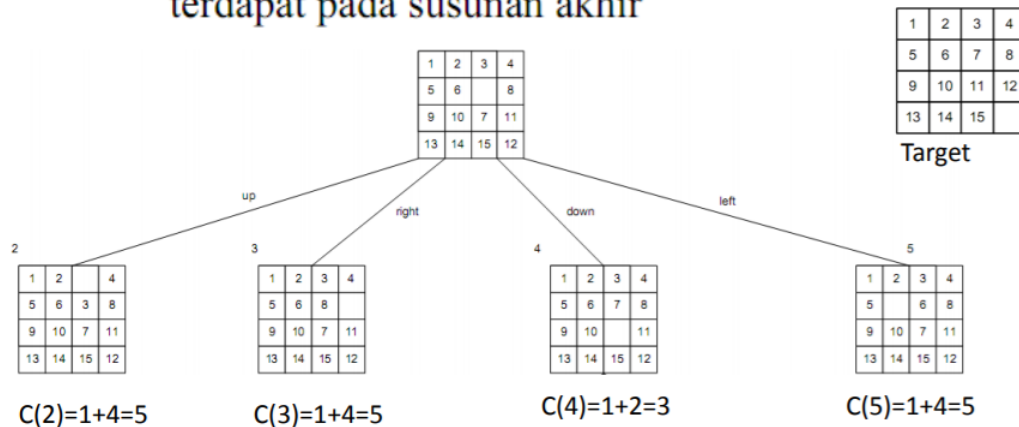 terdapat pada susunan akhir
1 2 3 4
5 6 7 8
9 10 11 12
13 14 15
Target
1 2 3 4
5 6 8
9 10 7 11
13 14 15 12
up
right
down
left
2
1 2 4
5 6 3 8
9 10 7 11
13 14 15 12
C(2)=1+4=5
3
1 2 3 4
5 6 8
9 10 7 11
13 14 15 12
C(3)=1+4=5
4
1 2 3 4
5 6 7 8
9 10 11
13 14 15 12
C(4)=1+2=3
5
1 2 3 4
5 6 8
9 10 7 11
13 14 15 12
C(5)=1+4=5